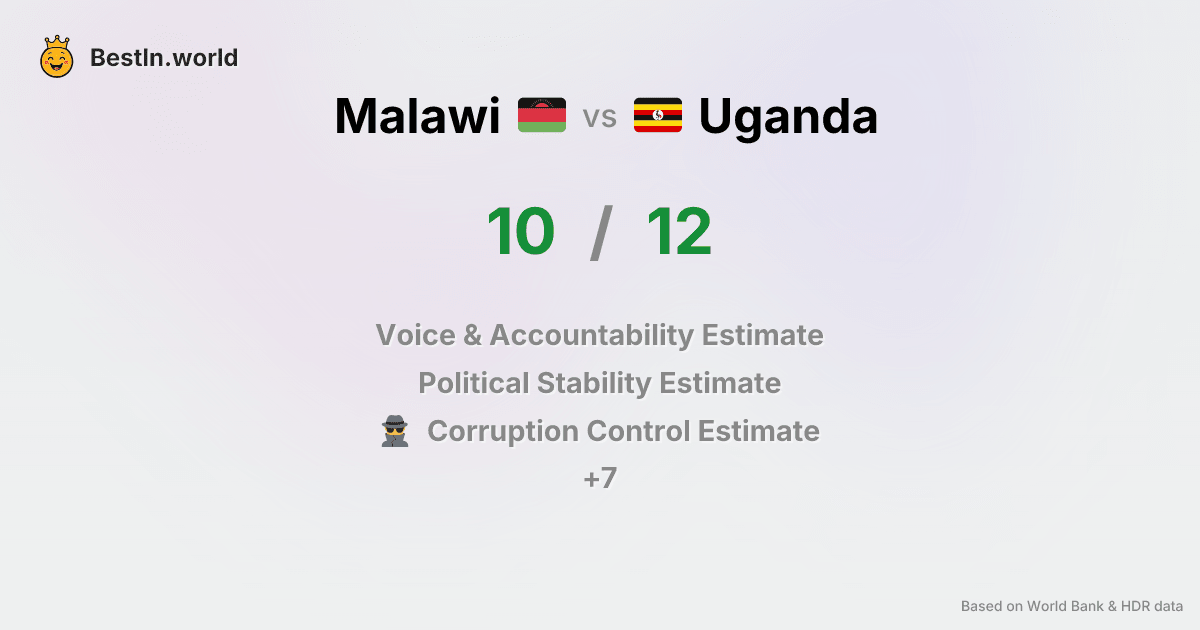 BestIn.world
Malawi vs Uganda
10 / 12
Voice & Accountability Estimate
Political Stability Estimate
Corruption Control Estimate
+7
Based on World Bank & HDR data